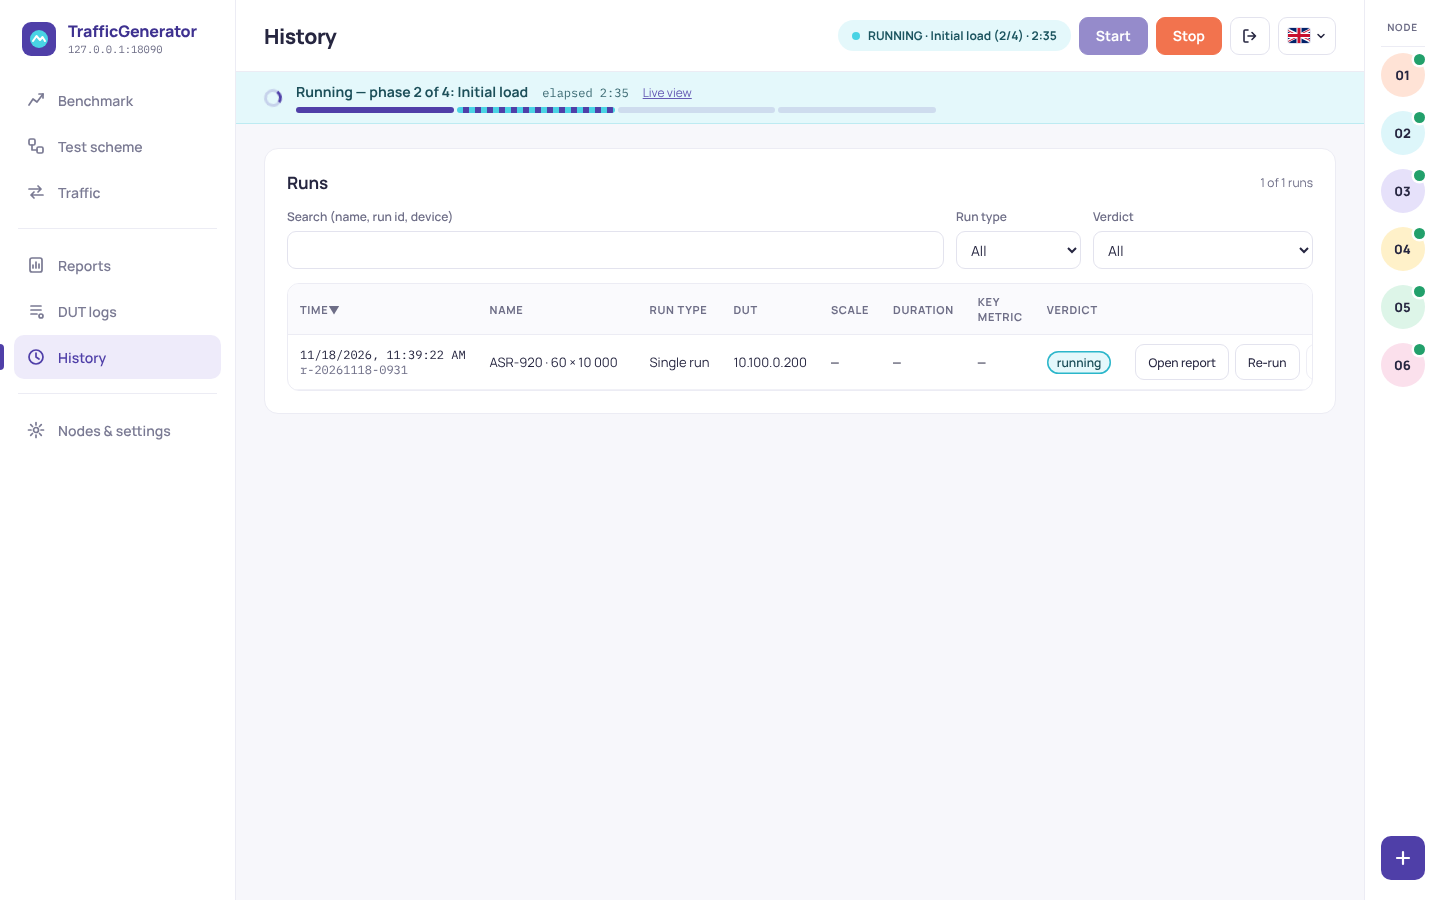 TrafficGenerator
127.0.0.1:18090
Benchmark
Test scheme
Traffic
Reports
DUT logs
History
Nodes & settings
History
RUNNING · Initial load (2/4) · 2:35
Start
Stop
Running — phase 2 of 4: Initial load
elapsed 2:35
Live view
Runs
1 of 1 runs
Search (name, run id, device)
Run type
Verdict
All
All
TIME▼
NAME
RUN TYPE
DUT
SCALE
DURATION
KEY METRIC
VERDICT
11/18/2026, 11:39:22 AM
r-20261118-0931
ASR-920 · 60 × 10 000
Single run
10.100.0.200
—
—
—
running
Open report
Re-run
NODE
01
02
03
04
05
06
+